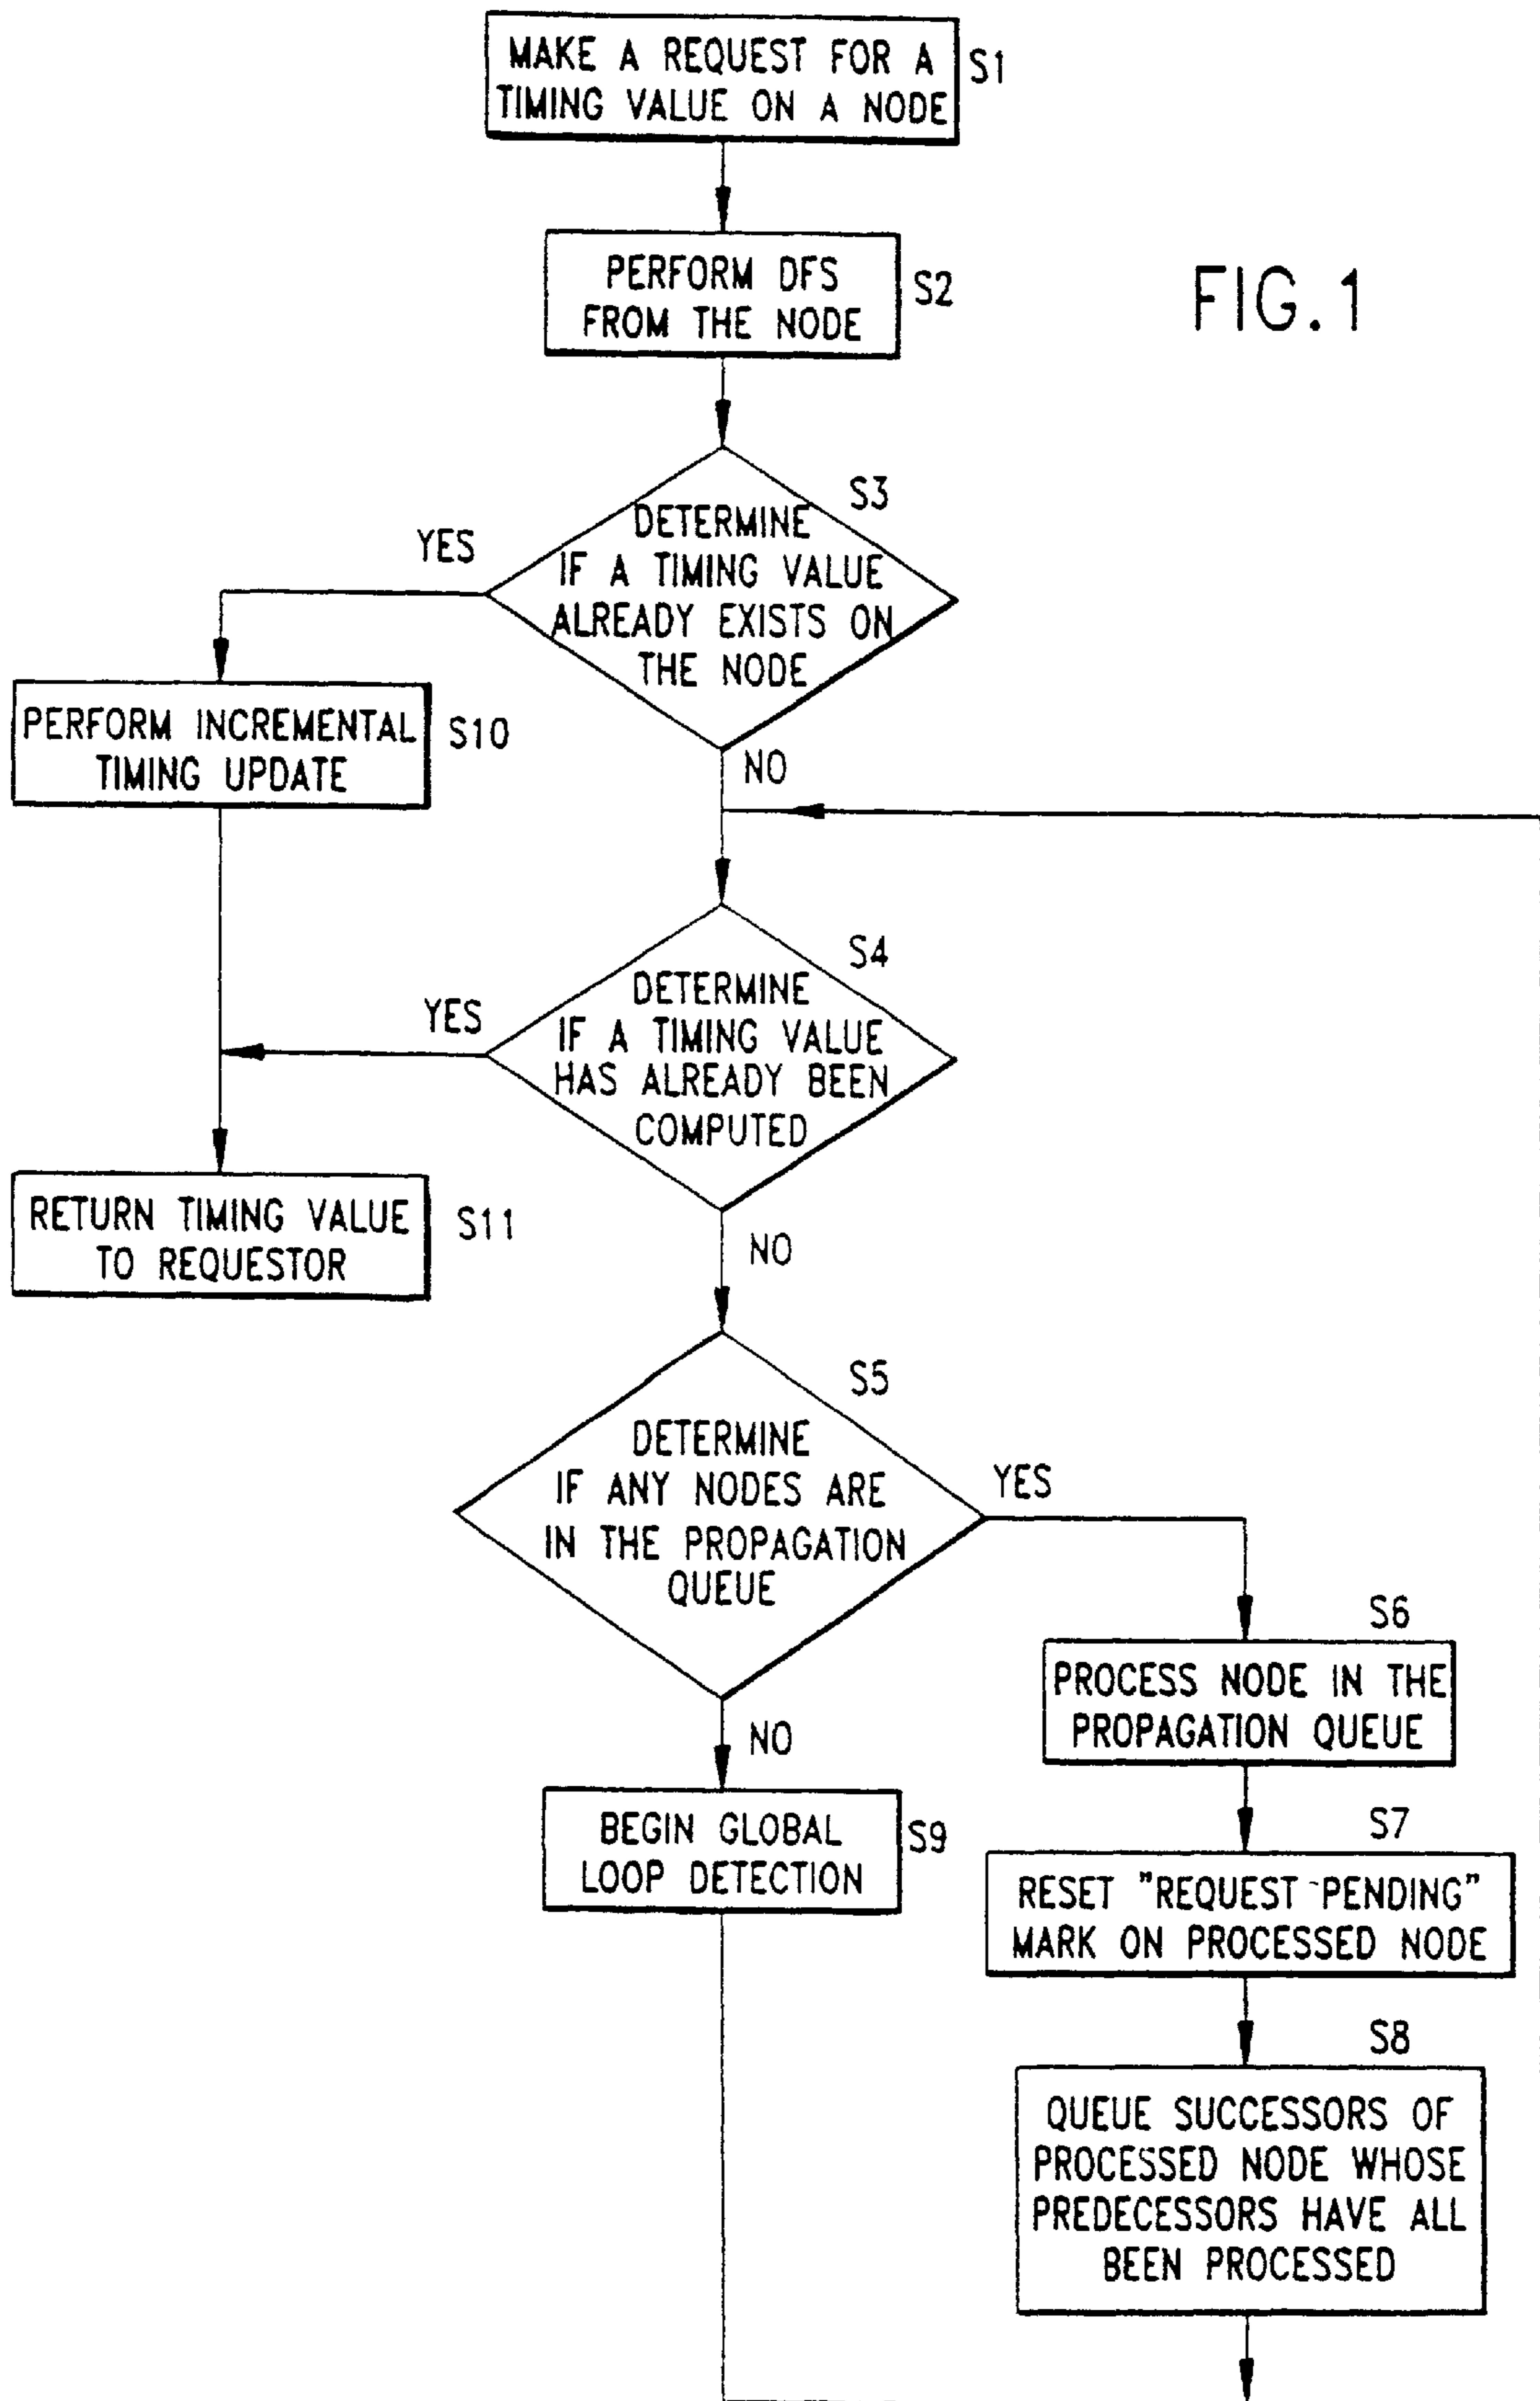 MAKE A REQUEST FOR A
TIMING VALUE ON A NODE
S1
PERFORM DFS
FROM THE NODE
S2
FIG.1
S3
DETERMINE
IF A TIMING VALUE
ALREADY EXISTS ON
THE NODE
YES
NO
PERFORM INCREMENTAL
TIMING UPDATE
S10
S4
DETERMINE
IF A TIMING VALUE
HAS ALREADY BEEN
COMPUTED
YES
NO
RETURN TIMING VALUE
TO REQUESTOR
S11
S5
DETERMINE
IF ANY NODES ARE
IN THE PROPAGATION
QUEUE
YES
NO
S6
PROCESS NODE IN THE
PROPAGATION QUEUE
BEGIN GLOBAL
LOOP DETECTION
S9
S7
RESET "REQUEST-PENDING"
MARK ON PROCESSED NODE
S8
QUEUE SUCCESSORS OF
PROCESSED NODE WHOSE
PREDECESSORS HAVE ALL
BEEN PROCESSED